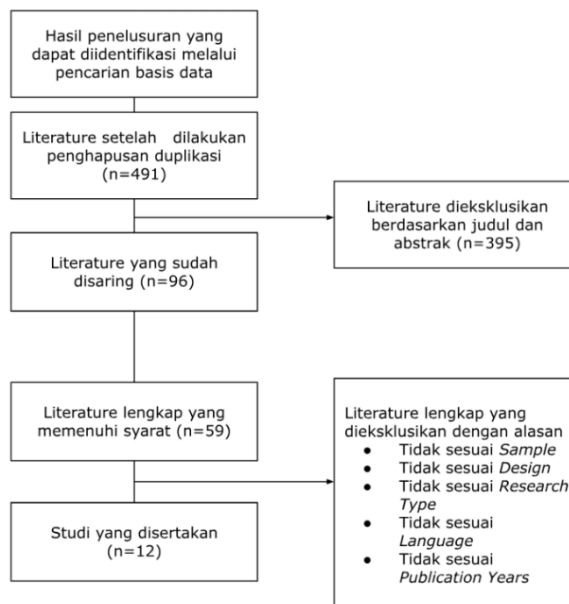 Hasil penelusuran yang
dapat diidentifikasi melalui
pencarian basis data
Literature setelah dilakukan
penghapusan duplikasi
(n=491)
Literature dieksklusikan
berdasarkan judul dan
abstrak (n=395)
Literature yang sudah
disaring (n=96)
Literature lengkap yang
memenuhi syarat (n=59)
Literature lengkap yang
dieksklusikan dengan alasan
● Tidak sesuai Sample
● Tidak sesuai Design
● Tidak sesuai Research
Type
● Tidak sesuai
Language
● Tidak sesuai
Publication Years
Studi yang disertakan
(n=12)